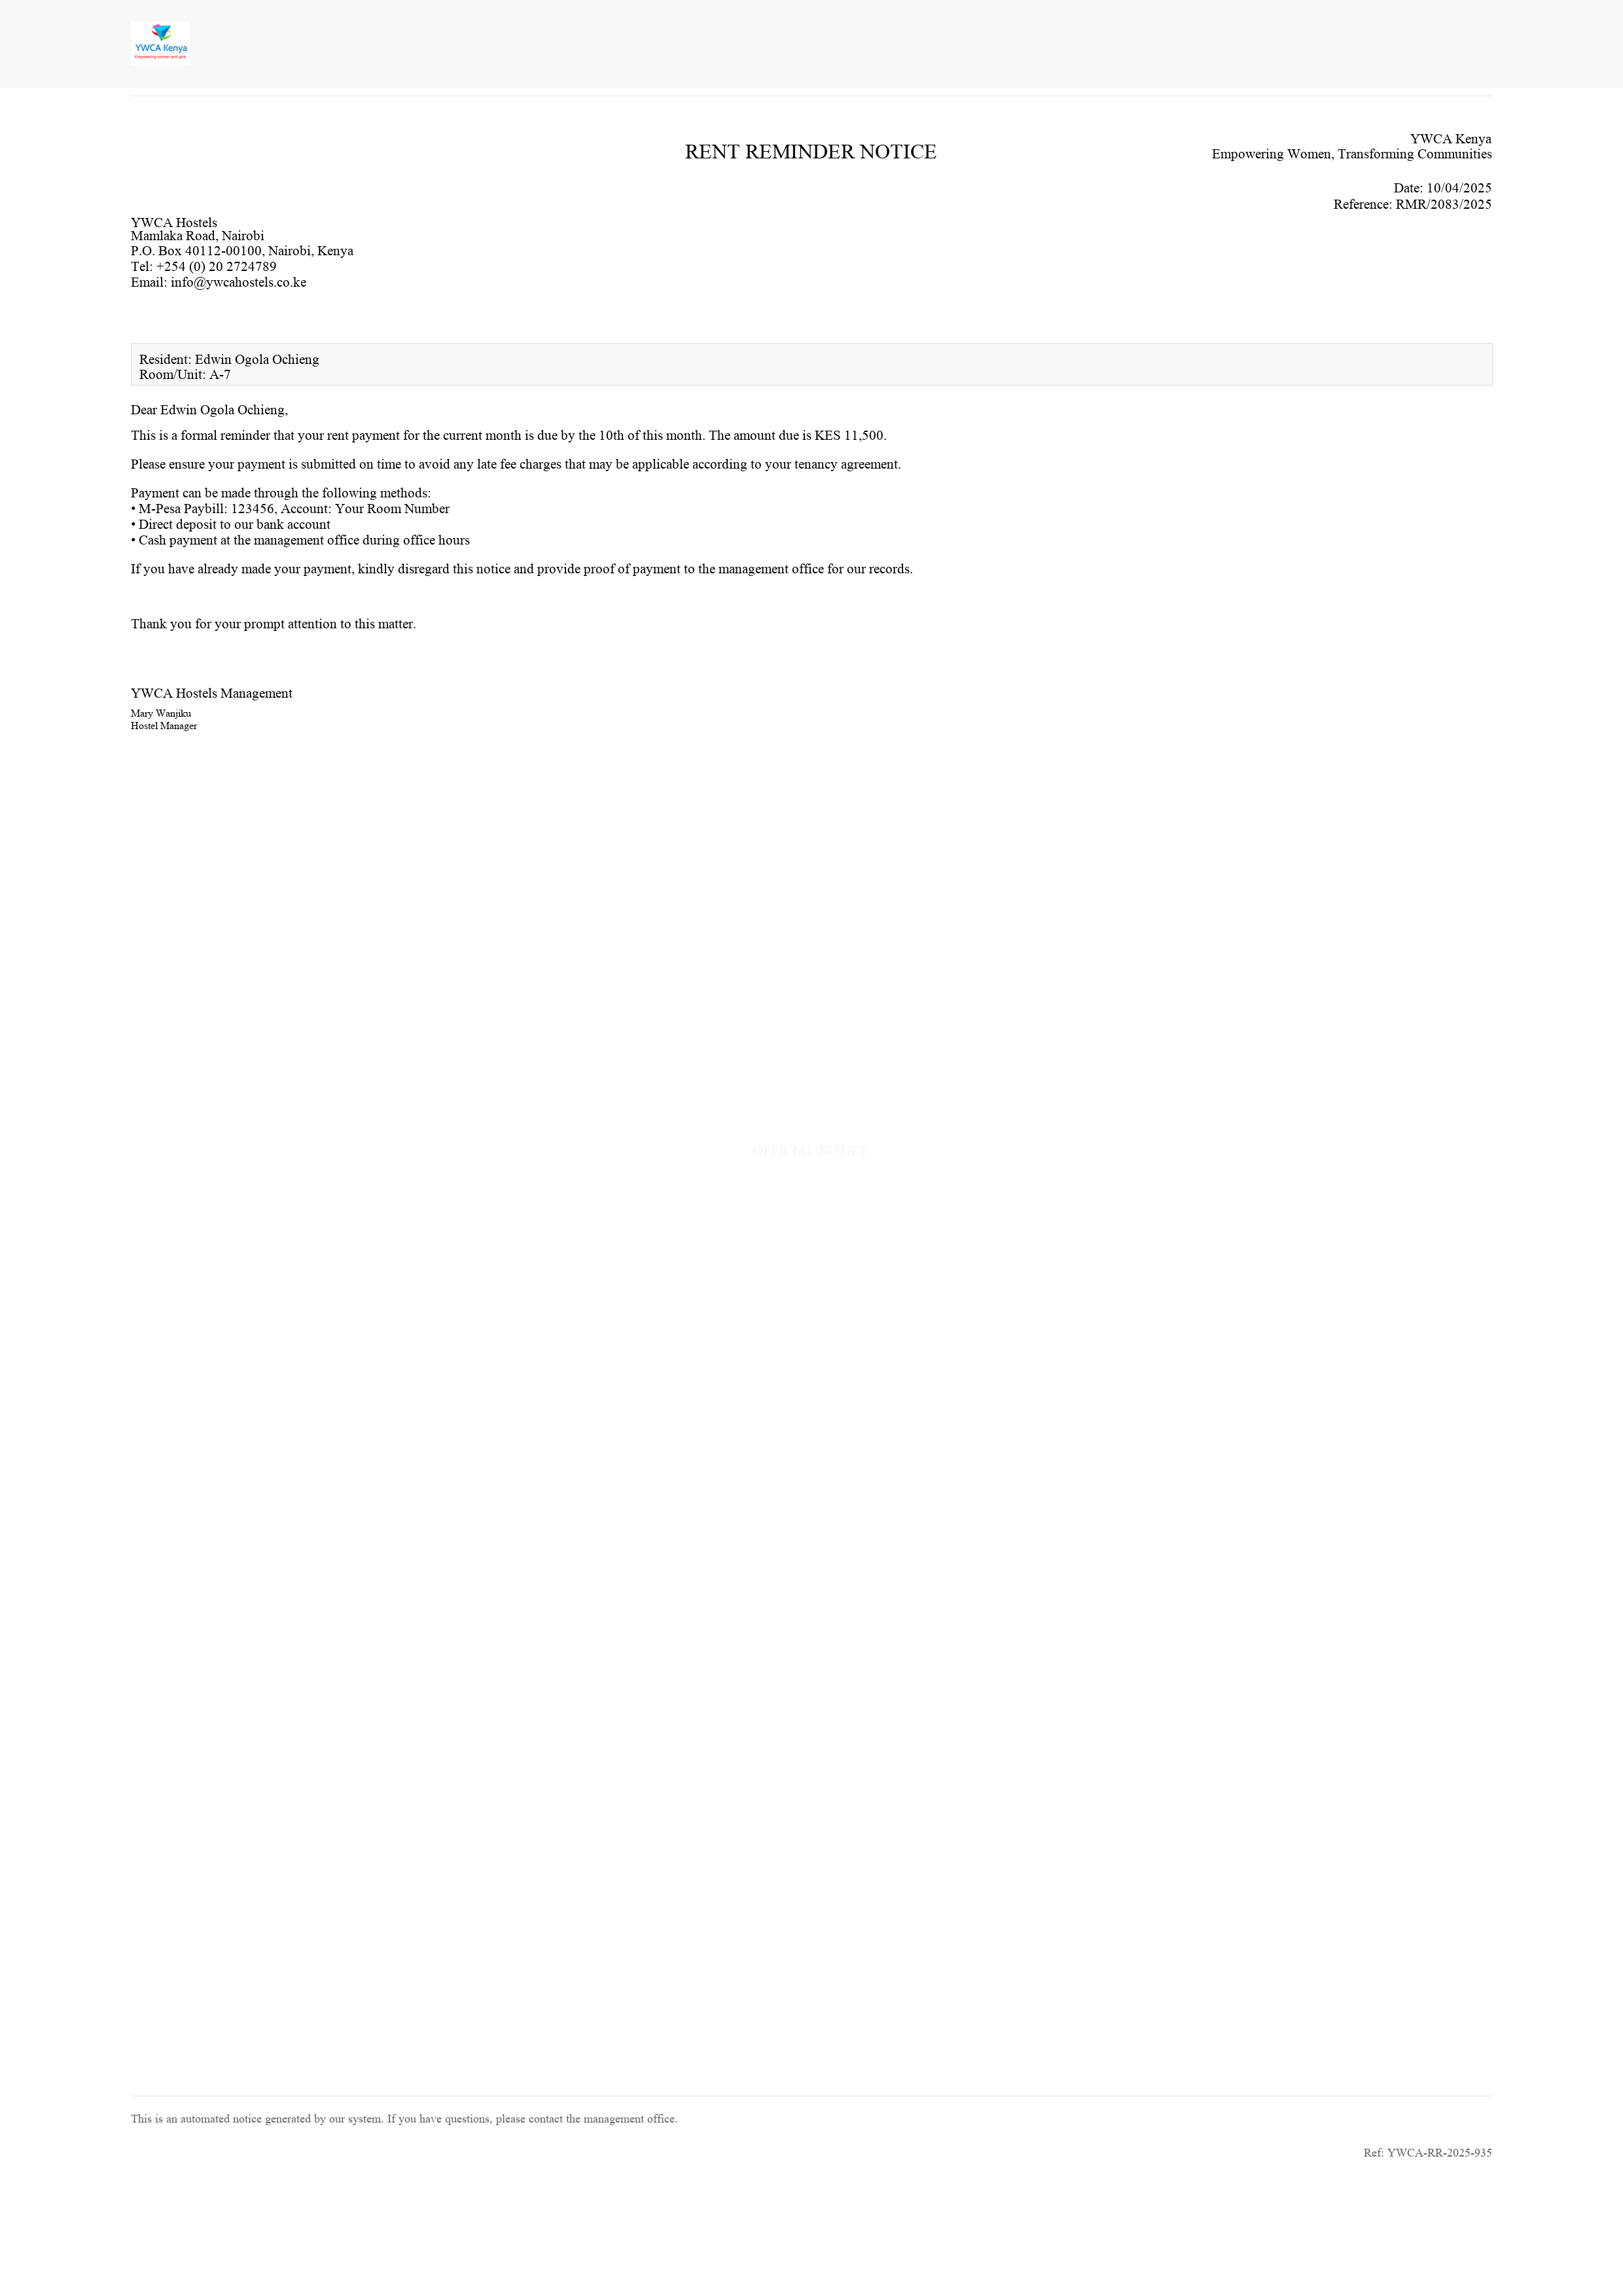 YWCA Kenya
Empowering women and girls
RENT REMINDER NOTICE
YWCA Kenya
Empowering Women, Transforming Communities
Date: 10/04/2025
Reference: RMR/2083/2025
YWCA Hostels
Mamlaka Road, Nairobi
P.O. Box 40112-00100, Nairobi, Kenya
Tel: +254 (0) 20 2724789
Email: info@ywcahostels.co.ke
Resident: Edwin Ogola Ochieng
Room/Unit: A-7
Dear Edwin Ogola Ochieng,
This is a formal reminder that your rent payment for the current month is due by the 10th of this month. The amount due is KES 11,500.
Please ensure your payment is submitted on time to avoid any late fee charges that may be applicable according to your tenancy agreement.
Payment can be made through the following methods:
• M-Pesa Paybill: 123456, Account: Your Room Number
• Direct deposit to our bank account
• Cash payment at the management office during office hours
If you have already made your payment, kindly disregard this notice and provide proof of payment to the management office for our records.
Thank you for your prompt attention to this matter.
YWCA Hostels Management
Mary Wanjiku
Hostel Manager
OFFICIAL NOTICE
This is an automated notice generated by our system. If you have questions, please contact the management office.
Ref: YWCA-RR-2025-935